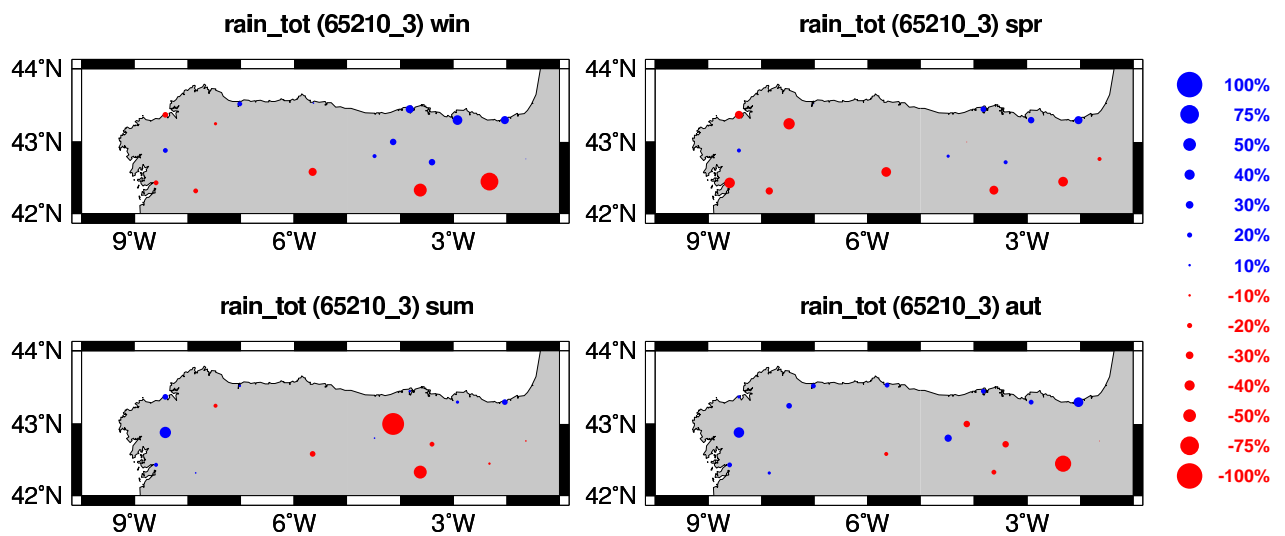 rain_tot (65210_3) win
rain_tot (65210_3) spr
44°N
43°N
42°N
9°W 6°W 3°W
44°N
43°N
42°N
9°W 6°W 3°W
rain_tot (65210_3) sum
rain_tot (65210_3) aut
44°N
43°N
42°N
9°W 6°W 3°W
44°N
43°N
42°N
9°W 6°W 3°W
100%
75%
50%
40%
30%
20%
10%
-10%
-20%
-30%
-40%
-50%
-75%
-100%